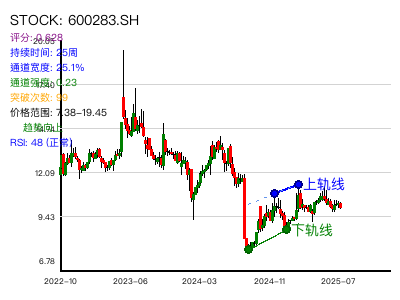 STOCK: 600283.SH
评分: 0.628
持续时间: 25周
通道宽度: 25.1%
通道强度: 0.23
突破次数: 99
价格范围: 7.38-19.45
RSI: 48 (正常)
12.09
9.43
6.78
上轨线
下轨线
2022-10
2023-06
2024-03
2024-11
2025-07